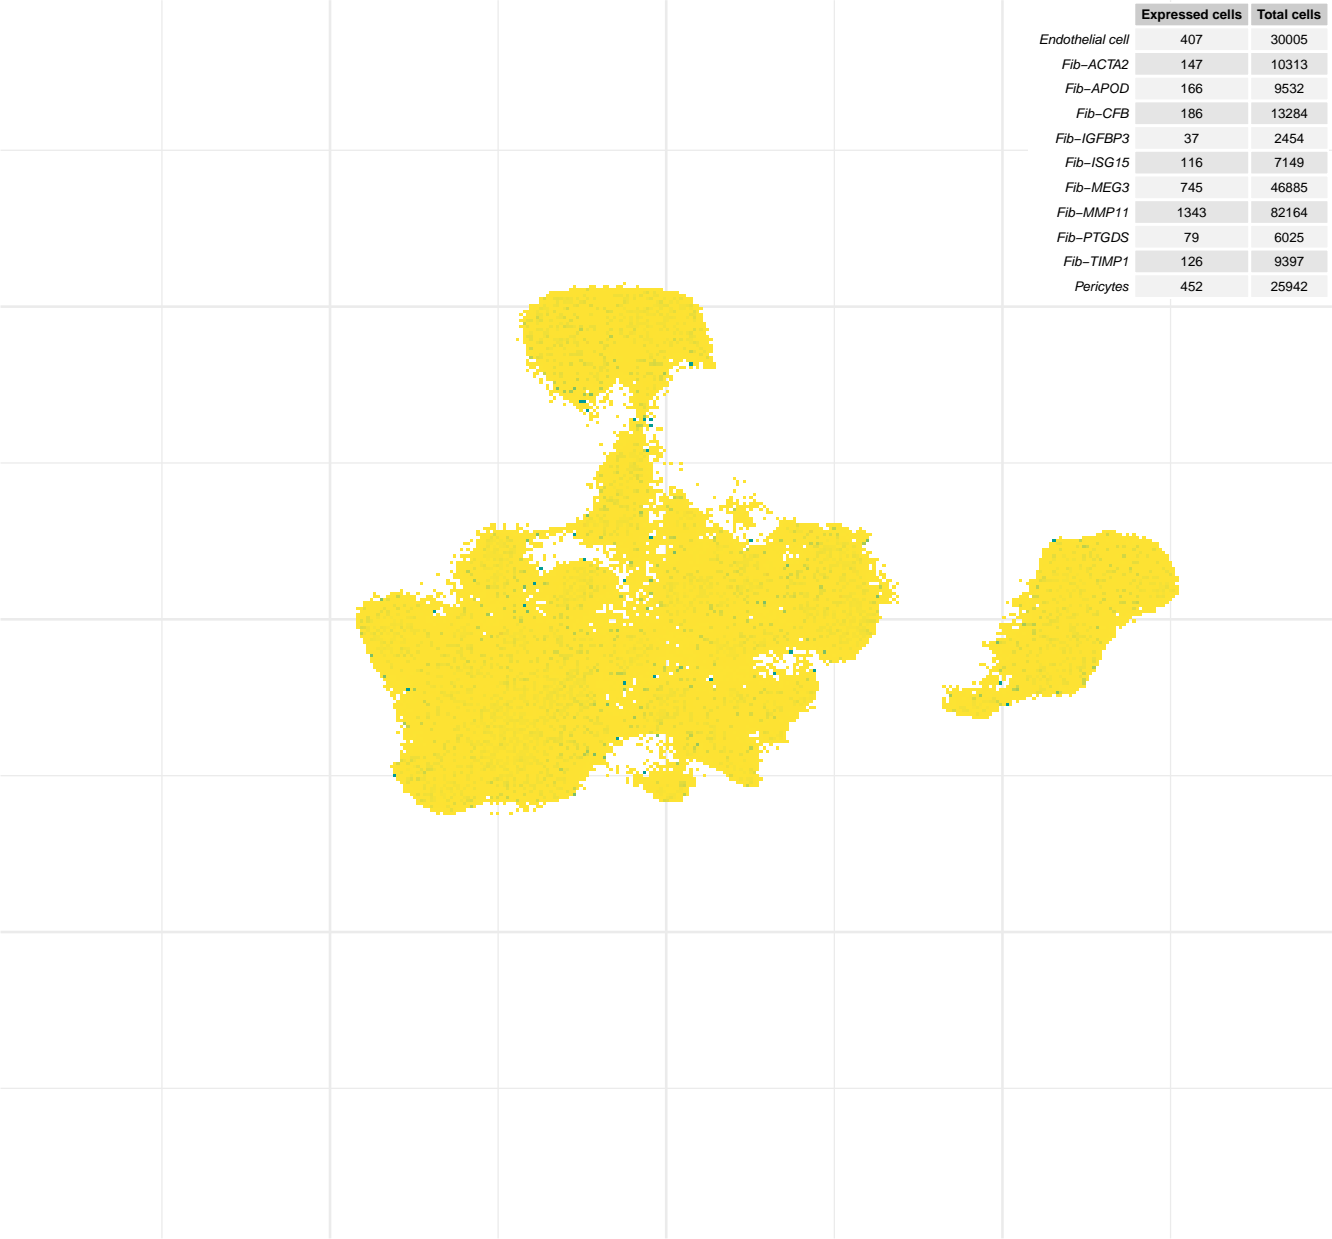 Expressed cells Total cells
Endothelial cell 407 30005
Fib−ACTA2 147 10313
Fib−APOD 166 9532
Fib−CFB 186 13284
Fib−IGFBP3 37 2454
Fib−ISG15 116 7149
Fib−MEG3 745 46885
Fib−MMP11 1343 82164
Fib−PTGDS 79 6025
Fib−TIMP1 126 9397
Pericytes 452 25942